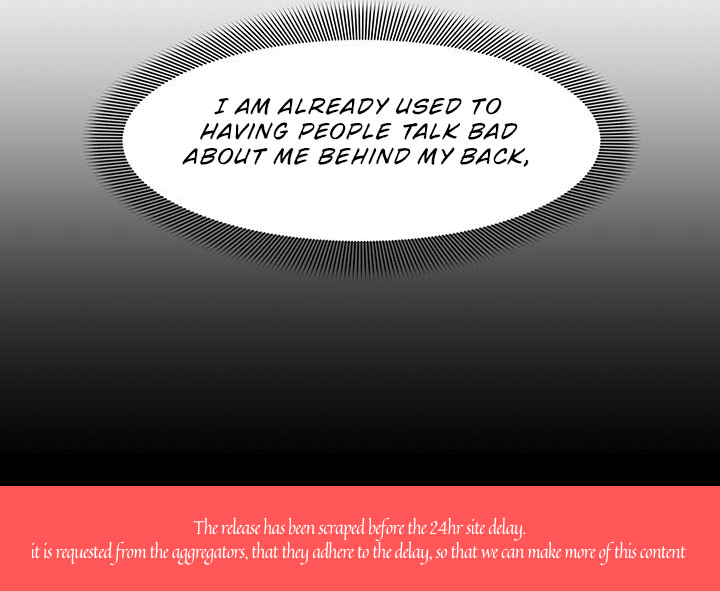 I AM ALREADY USED TO
HAVING PEOPLE TALK BAD
ABOUT ME BEHIND MY BACK,
The release has been scraped before the 24hr site delay.
it is requested from the aggregators, that they adhere to the delay, so that we can make more of this content